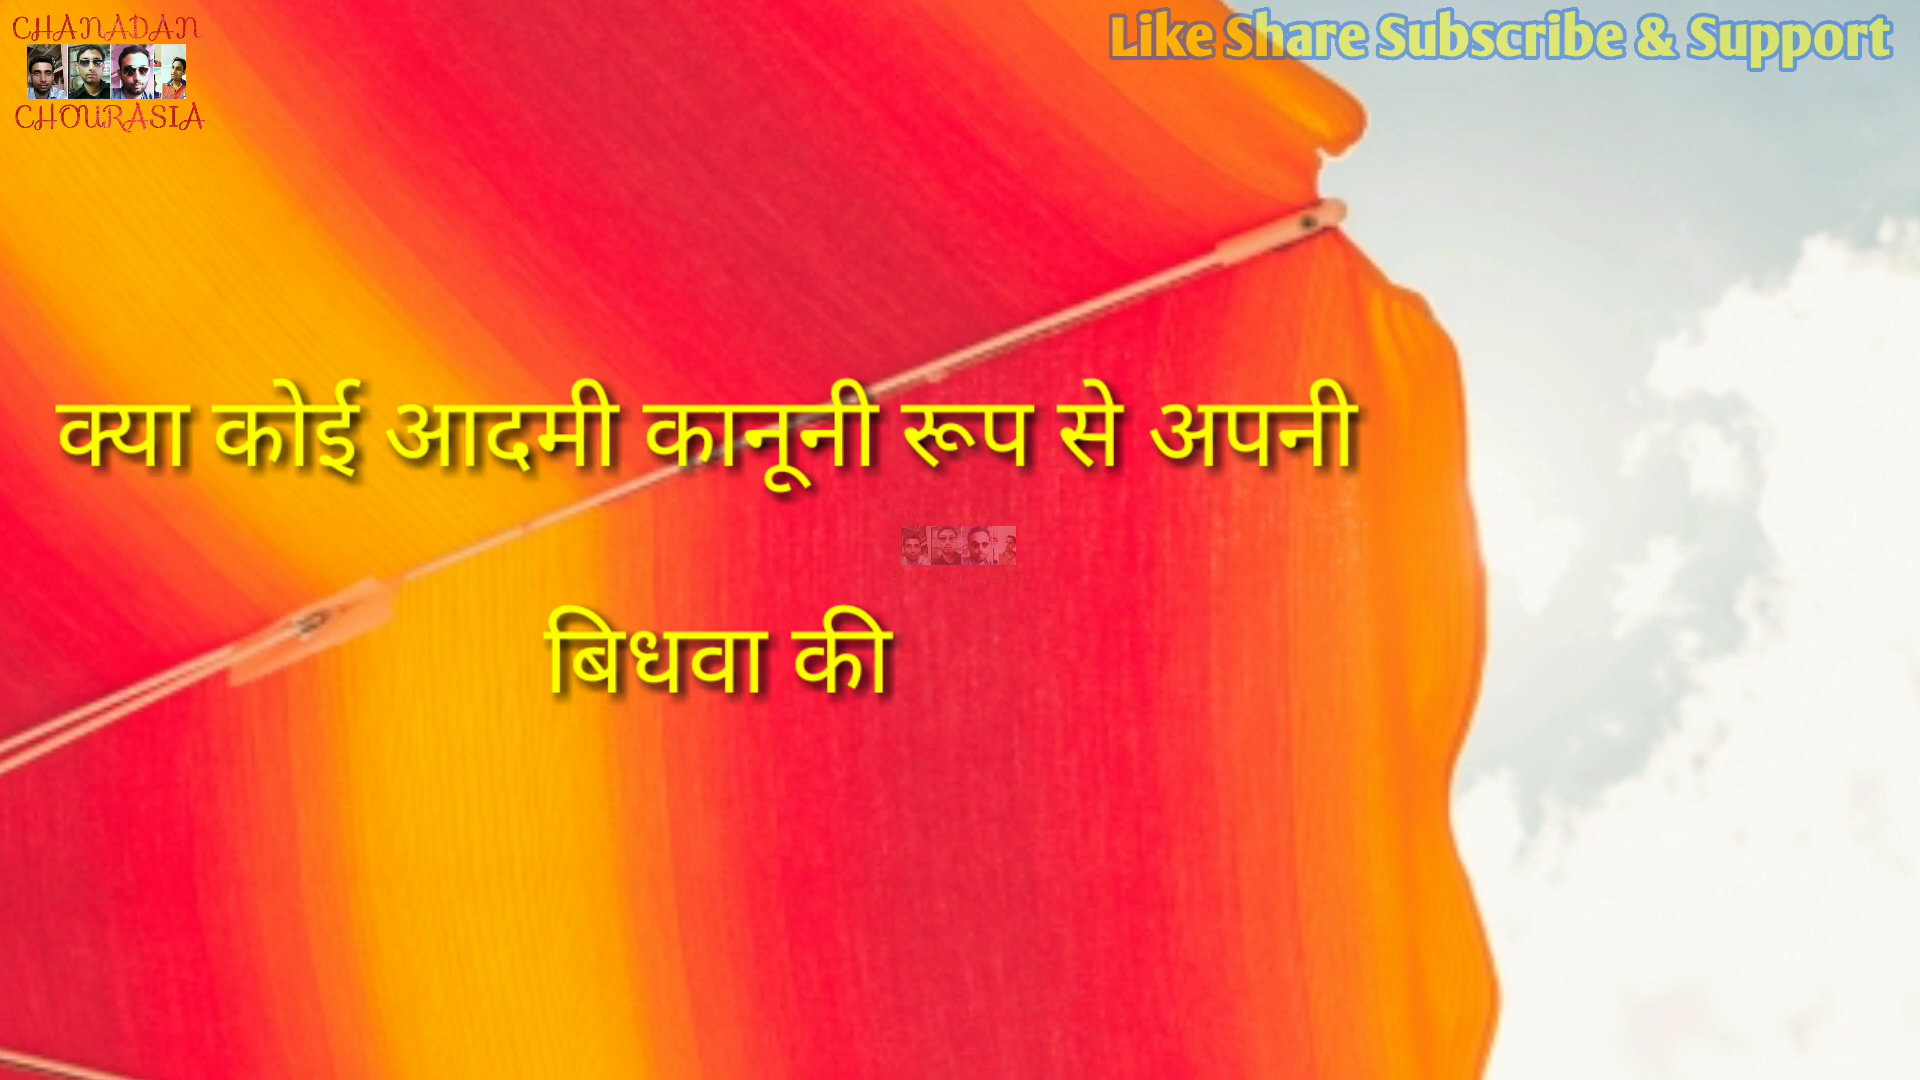 CHANADAN
CHOURASIA
Like Share Subscribe & Support
क्या कोई आदमी कानूनी रूप से अपनी
बिधवा की